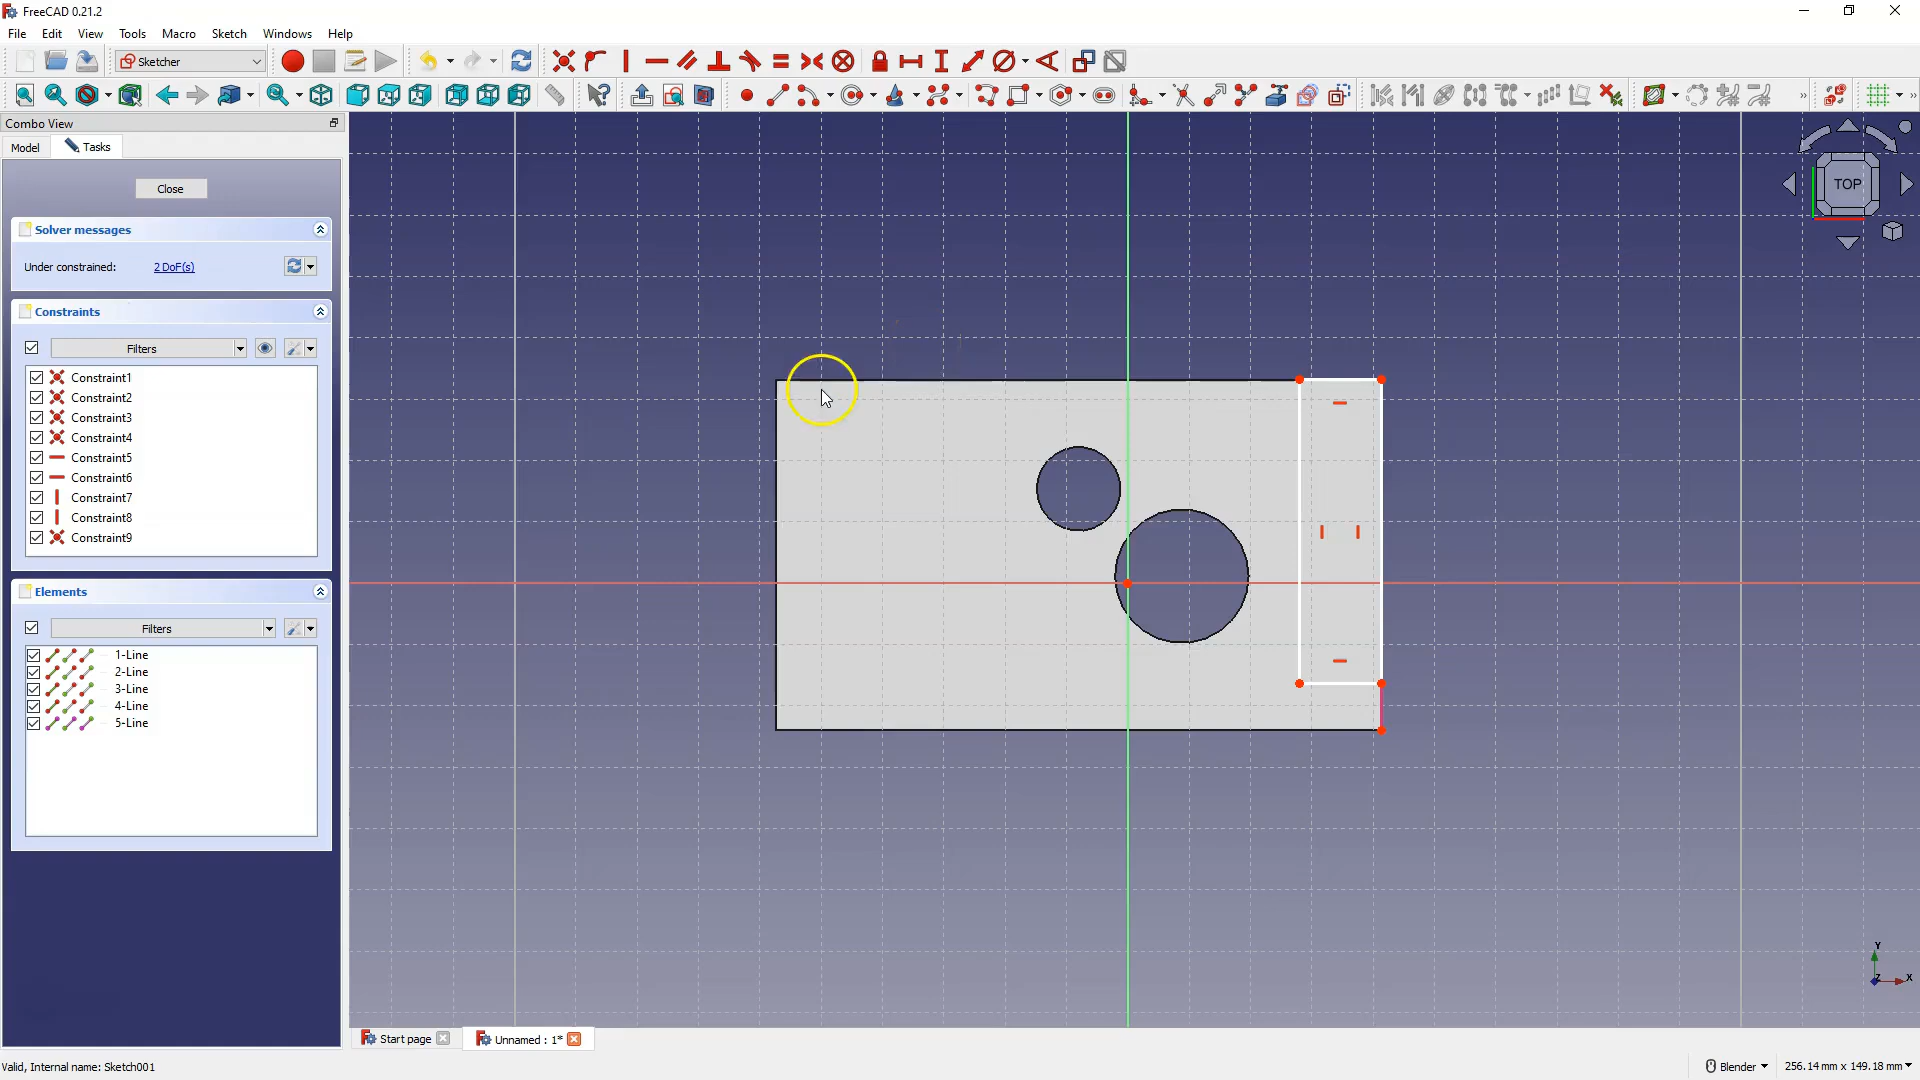 FreeCAD 0.21.2
File Edit View Tools Macro Sketch Windows Help
Sketcher
Combo View
Model Tasks
Close
Solver messages
Under constrained: 2 DoF(s)
Constraints
Filters
Constraint1
Constraint2
Constraint3
Constraint4
Constraint5
Constraint6
Constraint7
Constraint8
Constraint9
Elements
Filters
1-Line
2-Line
3-Line
4-Line
5-Line
TOP
Y
Z X
Start page Unnamed : 1*
Valid, Internal name: Sketch001
Blender 256.14 mm x 149.18 mm